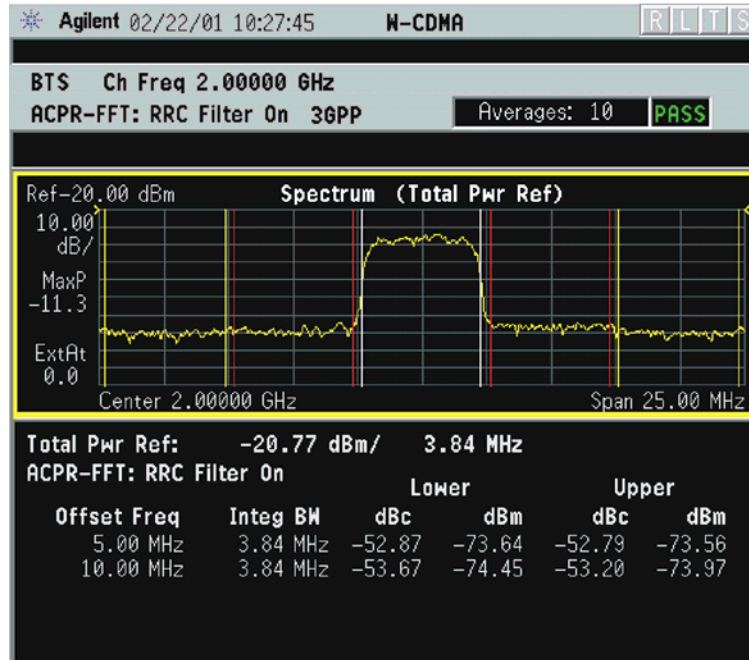 Agilent 02/22/01 10:27:45 W-CDMA R L T S
BTS Ch Freq 2.00000 GHz
ACPR-FFT: RRC Filter On 3GPP Averages: 10 PASS
Ref-20.00 dBm Spectrum (Total Pwr Ref)
10.00
dB/
MaxP
-11.3
ExtAt
0.0
Center 2.00000 GHz Span 25.00 MHz
Total Pwr Ref: -20.77 dBm/ 3.84 MHz
ACPR-FFT: RRC Filter On
Lower Upper
Offset Freq Integ BW dBc dBm dBc dBm
5.00 MHz 3.84 MHz -52.87 -73.64 -52.79 -73.56
10.00 MHz 3.84 MHz -53.67 -74.45 -53.20 -73.97